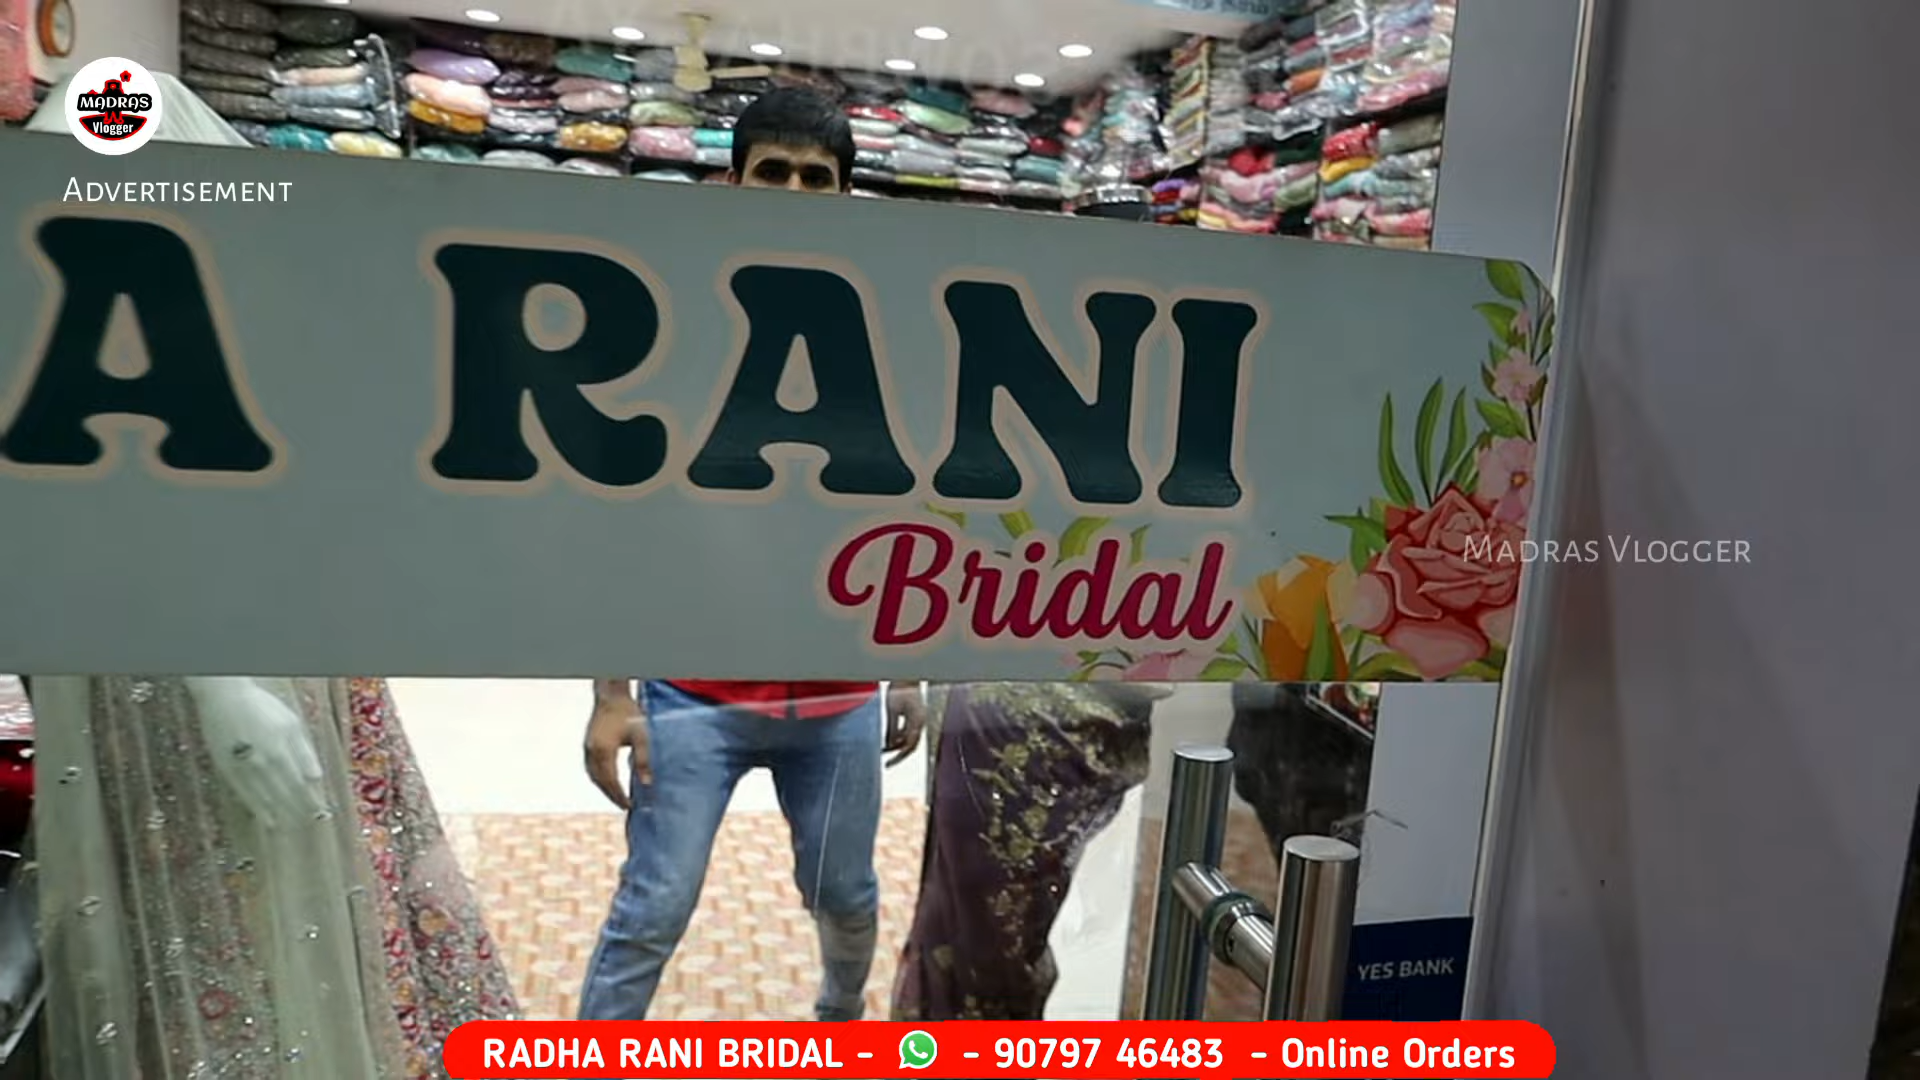 MADRAS
Vlogger
ADVERTISEMENT
A RANI
Bridal
MADRAS VLOGGER
YES BANK
RADHA RANI BRIDAL - - 90797 46483 - Online Orders